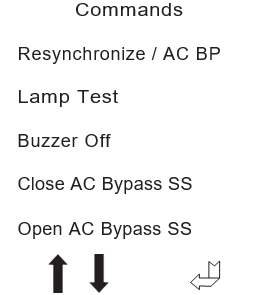 Commands
Resynchronize / AC BP
Lamp Test
Buzzer Off
Close AC Bypass SS
Open AC Bypass SS